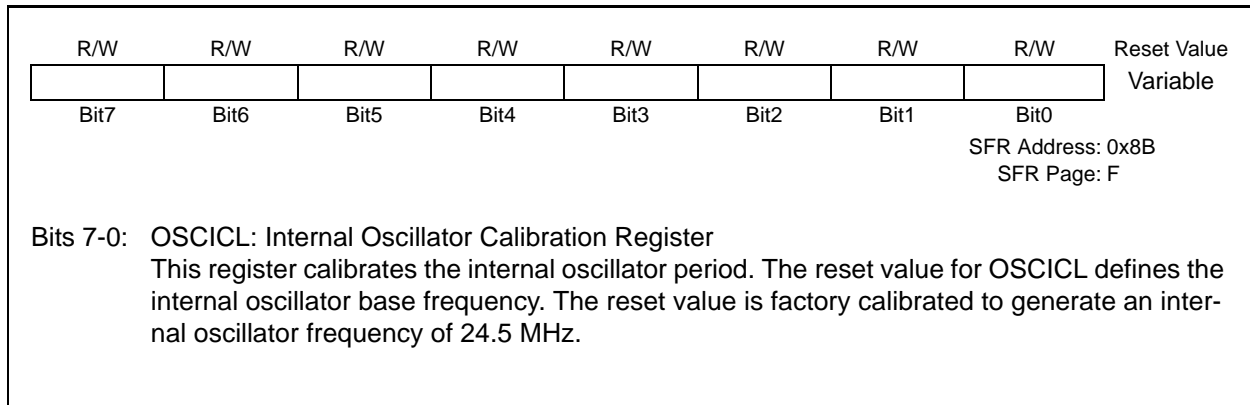 R/W R/W R/W R/W R/W R/W R/W R/W Reset Value
Variable
Bit7 Bit6 Bit5 Bit4 Bit3 Bit2 Bit1 Bit0
SFR Address: 0x8B
SFR Page: F
Bits 7-0: OSCICL: Internal Oscillator Calibration Register
This register calibrates the internal oscillator period. The reset value for OSCICL defines the
internal oscillator base frequency. The reset value is factory calibrated to generate an inter-
nal oscillator frequency of 24.5 MHz.